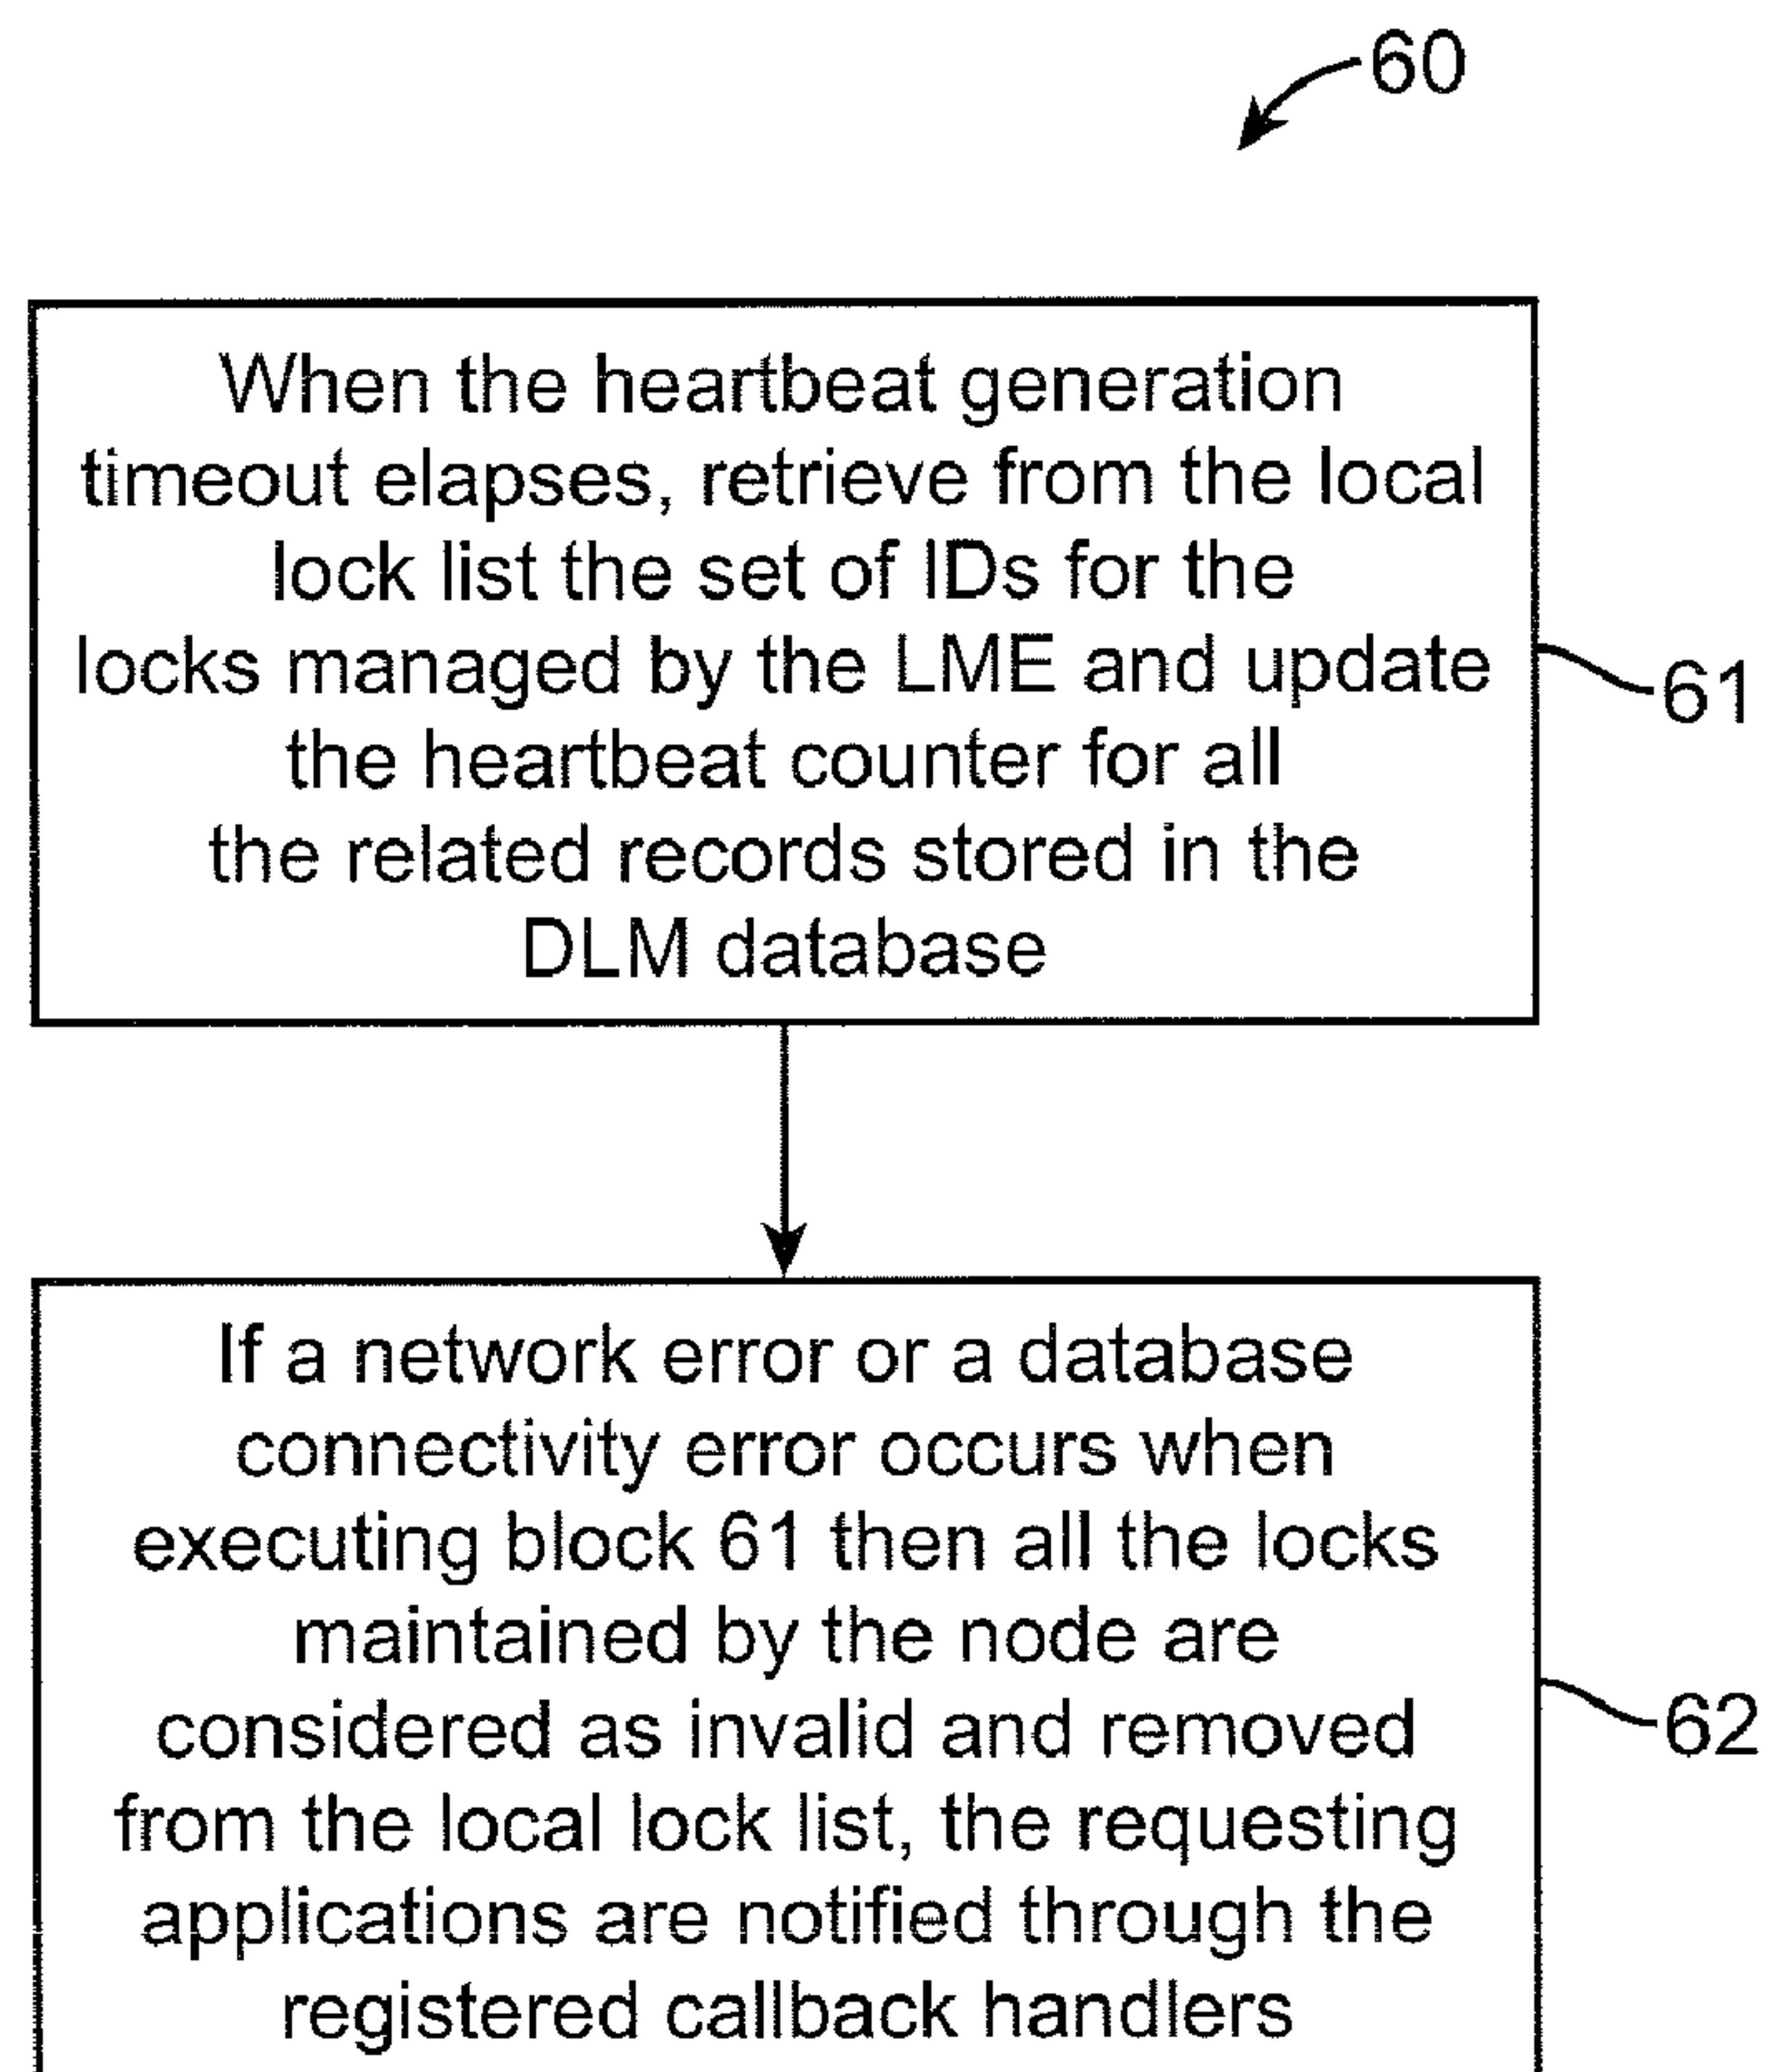 60
When the heartbeat generation
timeout elapses, retrieve from the local
lock list the set of IDs for the
locks managed by the LME and update
the heartbeat counter for all
the related records stored in the
DLM database
61
If a network error or a database
connectivity error occurs when
executing block 61 then all the locks
maintained by the node are
considered as invalid and removed
from the local lock list, the requesting
applications are notified through the
registered callback handlers
62